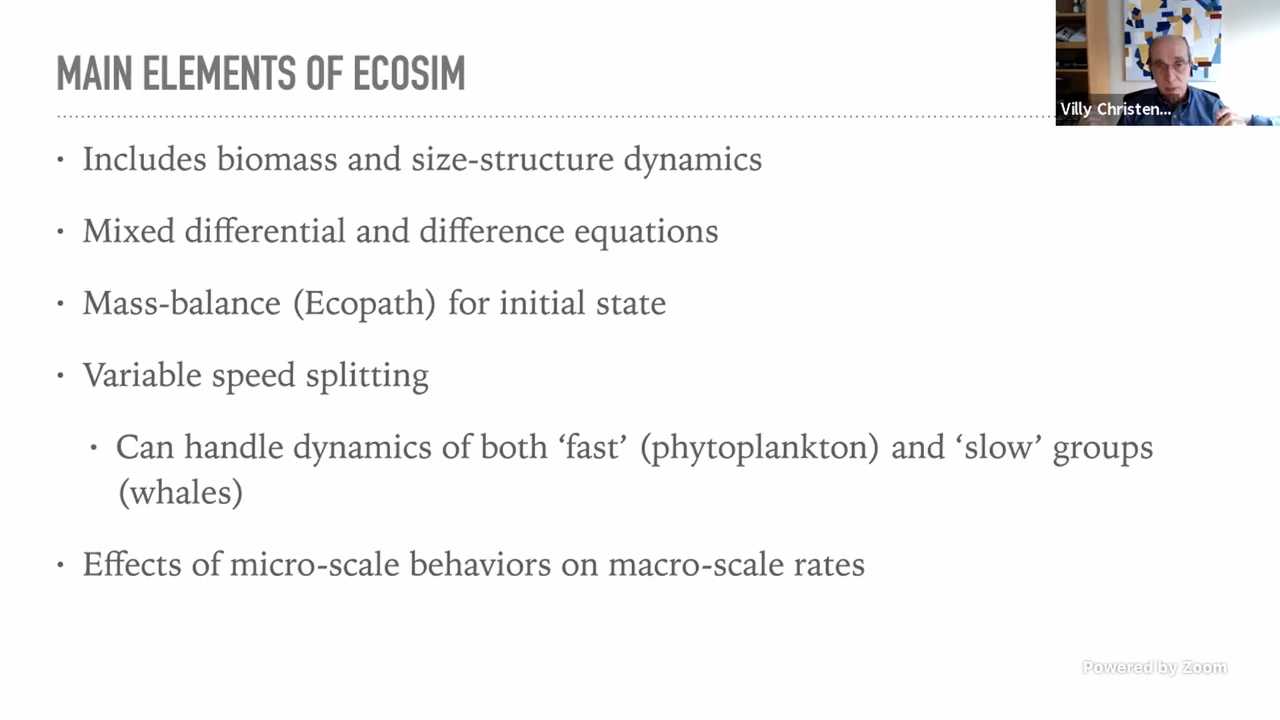 MAIN ELEMENTS OF ECOSIM
Villy Christen...
• Includes biomass and size-structure dynamics
• Mixed differential and difference equations
• Mass-balance (Ecopath) for initial state
• Variable speed splitting
• Can handle dynamics of both ‘fast’ (phytoplankton) and ‘slow’ groups
(whales)
• Effects of micro-scale behaviors on macro-scale rates
Powered by Zoom